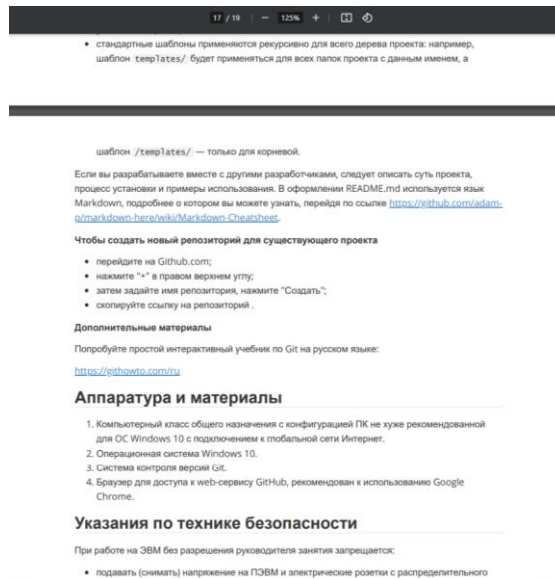 17 / 19 | — 125% +
• стандартные шаблоны применяются рекурсивно для всего дерева проекта: например,
шаблон templates/ будет применяться для всех папок проекта с данным именем, а
шаблон /templates/ — только для корневой.
Если вы разрабатываете вместе с другими разработчиками, следует описать суть проекта,
процесс установки и примеры использования. В оформлении README.md используется язык
Markdown, подробнее о котором вы можете узнать, перейдя по ссылке https://github.com/adam-
p/markdown-here/wiki/Markdown-Cheatsheet.
Чтобы создать новый репозиторий для существующего проекта
• перейдите на Github.com;
• нажмите "+" в правом верхнем углу;
• затем задайте имя репозитория, нажмите "Создать";
• скопируйте ссылку на репозиторий .
Дополнительные материалы
Попробуйте простой интерактивный учебник по Git на русском языке:
https://githowto.com/ru
Аппаратура и материалы
1. Компьютерный класс общего назначения с конфигурацией ПК не хуже рекомендованной
для ОС Windows 10 с подключением к глобальной сети Интернет.
2. Операционная система Windows 10.
3. Система контроля версий Git.
4. Браузер для доступа к web-сервису GitHub, рекомендован к использованию Google
Chrome.
Указания по технике безопасности
При работе на ЭВМ без разрешения руководителя занятия запрещается:
• подавать (снимать) напряжение на ПЭВМ и электрические розетки с распределительного